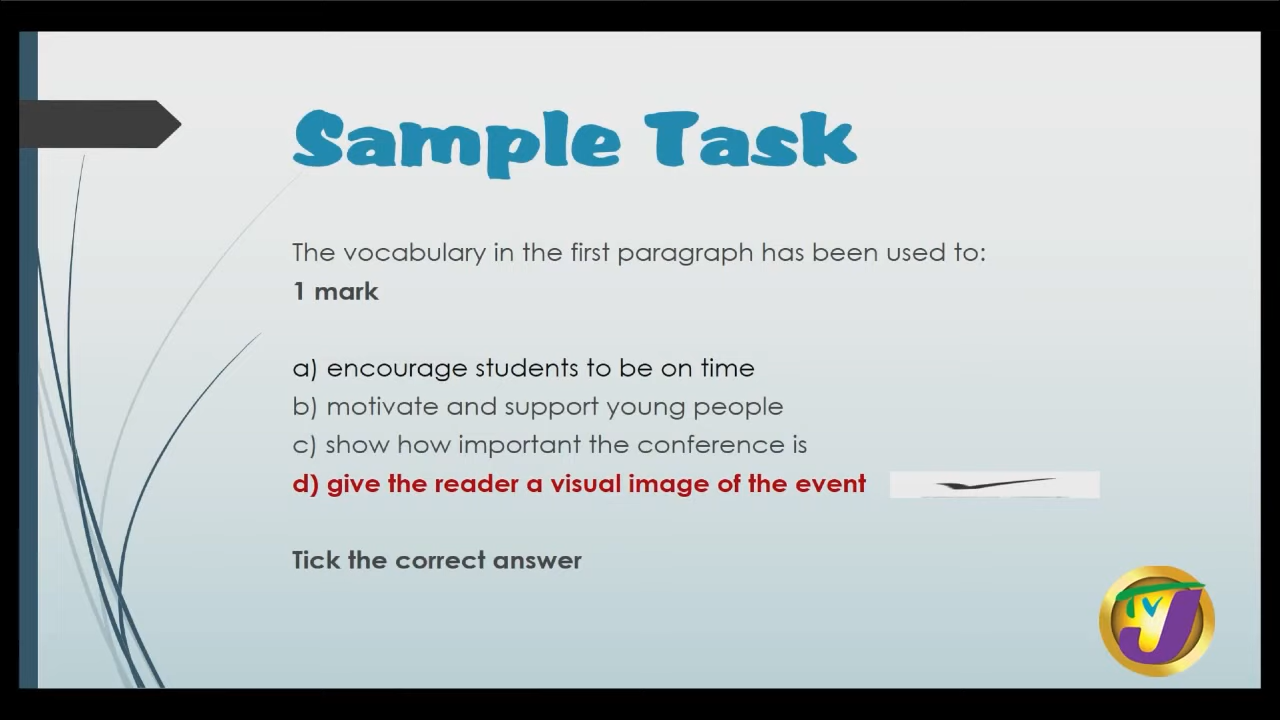 Sample Task
The vocabulary in the first paragraph has been used to:
1 mark
a) encourage students to be on time
b) motivate and support young people
c) show how important the conference is
d) give the reader a visual image of the event
Tick the correct answer
TVJ